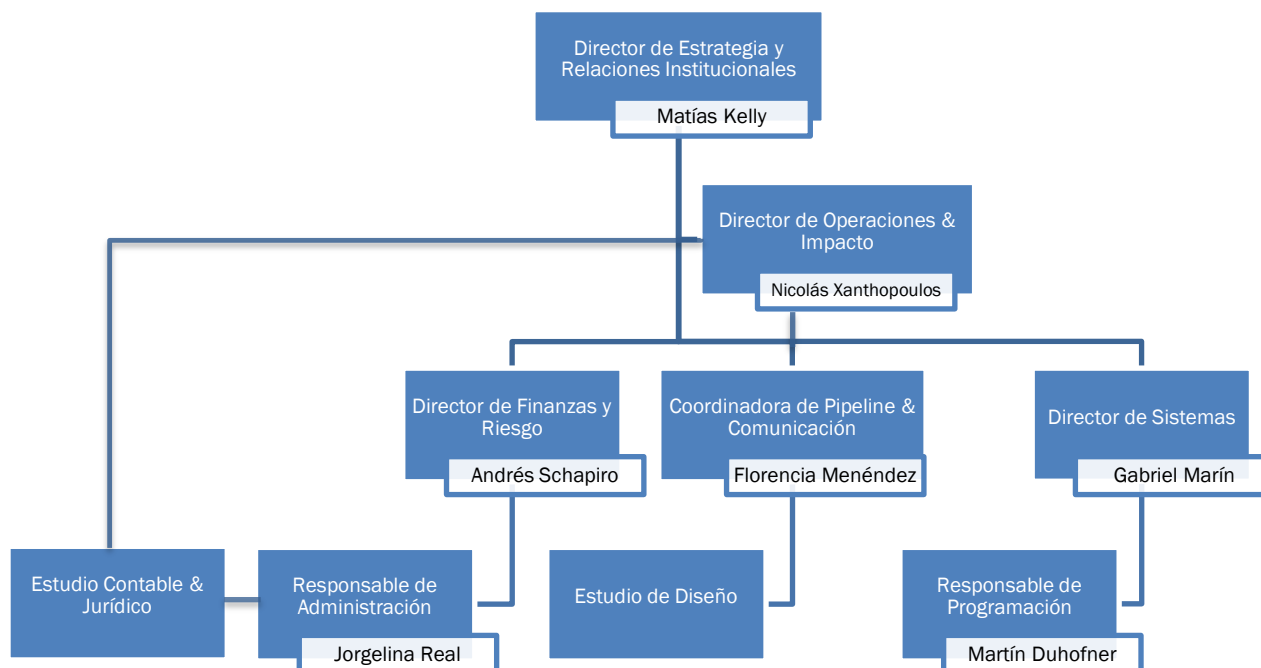 Director de Estrategia y
Relaciones Institucionales
Matías Kelly
Director de Operaciones &
Impacto
Nicolás Xanthopoulos
Director de Finanzas y
Riesgo
Andrés Schapiro
Coordinadora de Pipeline &
Comunicación
Florencia Menéndez
Director de Sistemas
Gabriel Marín
Estudio Contable &
Jurídico
Responsable de
Administración
Jorgelina Real
Estudio de Diseño
Responsable de
Programación
Martín Duhofner